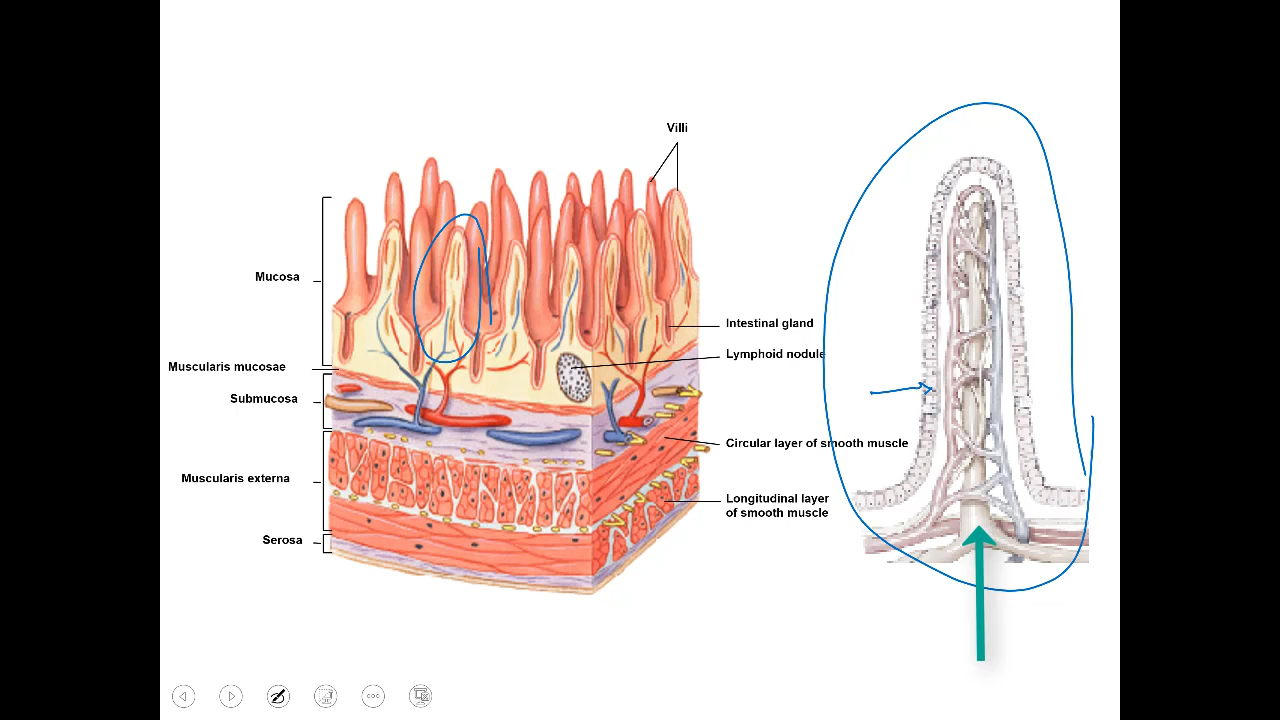 Villi
Mucosa
Intestinal gland
Lymphoid nodule
Muscularis mucosae
Submucosa
Circular layer of smooth muscle
Muscularis externa
Longitudinal layer
of smooth muscle
Serosa